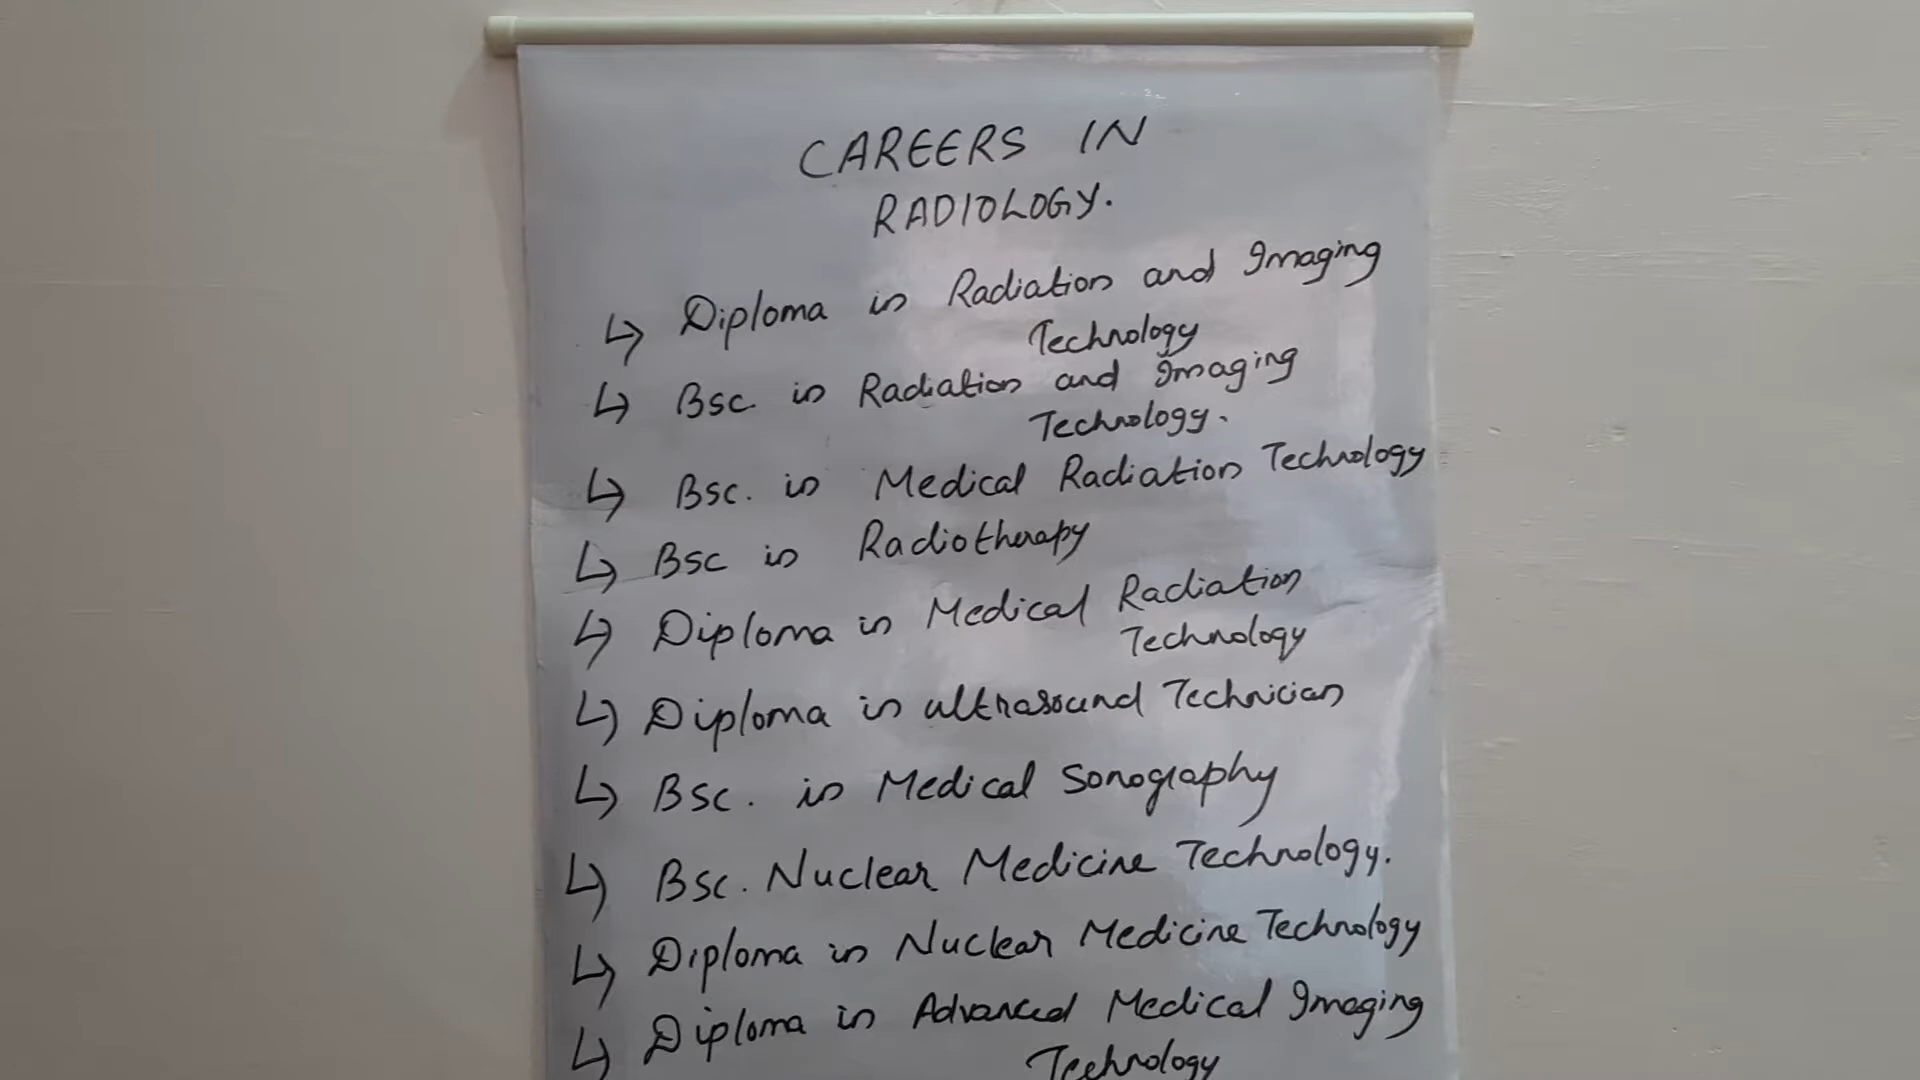 CAREERS IN
RADIOLOGY.
↳ Diploma in Radiation and Imaging
Technology
↳ Bsc. in Radiation and Imaging
Technology.
↳ Bsc. in Medical Radiation Technology
↳ Bsc in Radiotherapy
↳ Diploma in Medical Radiation
Technology
↳ Diploma in ultrasound Technician
↳ Bsc. in Medical Sonography
↳ Bsc. Nuclear Medicine Technology.
↳ Diploma in Nuclear Medicine Technology
↳ Diploma in Advanced Medical Imaging
Technology